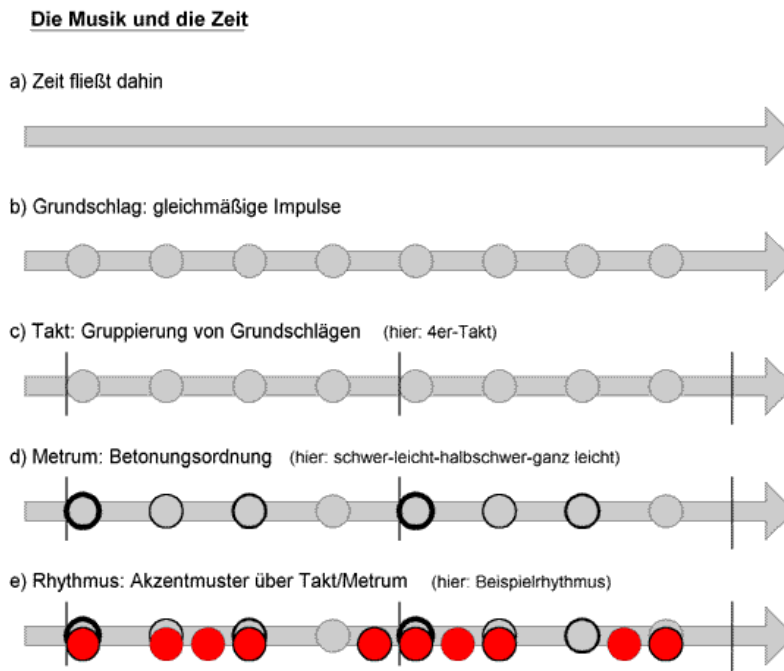 Die Musik und die Zeit
a) Zeit fließt dahin
b) Grundschlag: gleichmäßige Impulse
c) Takt: Gruppierung von Grundschlägen (hier: 4er-Takt)
d) Metrum: Betonungsordnung (hier: schwer-leicht-halbschwer-ganz leicht)
e) Rhythmus: Akzentmuster über Takt/Metrum (hier: Beispielrhythmus)